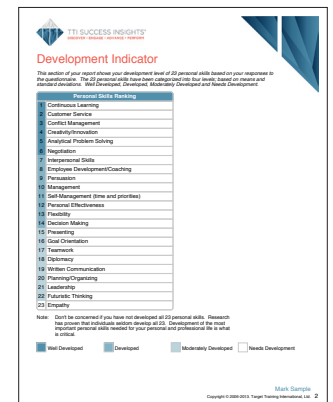 TTI SUCCESS INSIGHTS®
DISCOVER • ENGAGE • ADVANCE • PERFORM
Development Indicator
This section of your report shows your development level of 23 personal skills based on your responses to
the questionnaire. The 23 personal skills have been categorized into four levels; based on means and
standard deviations. Well Developed, Developed, Moderately Developed and Needs Development.
Personal Skills Ranking
1 Continuous Learning
2 Customer Service
3 Conflict Management
4 Creativity/Innovation
5 Analytical Problem Solving
6 Negotiation
7 Interpersonal Skills
8 Employee Development/Coaching
9 Persuasion
10 Management
11 Self-Management (time and priorities)
12 Personal Effectiveness
13 Flexibility
14 Decision Making
15 Presenting
16 Goal Orientation
17 Teamwork
18 Diplomacy
19 Written Communication
20 Planning/Organizing
21 Leadership
22 Futuristic Thinking
23 Empathy
Note: Don't be concerned if you have not developed all 23 personal skills. Research
has proven that individuals seldom develop all 23. Development of the most
important personal skills needed for your personal and professional life is what
is critical.
Well Developed Developed Moderately Developed Needs Development
Mark Sample
Copyright © 2006-2013. Target Training International, Ltd. 2